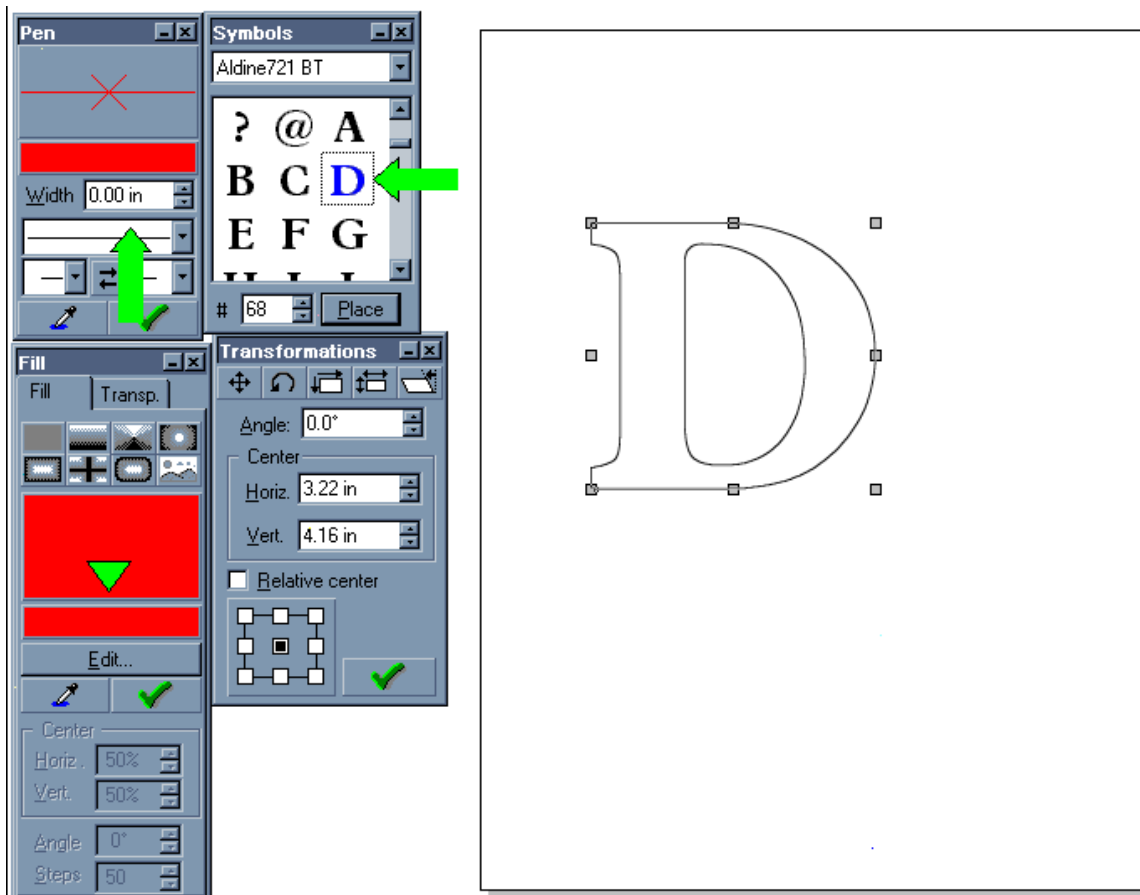 Pen
Width 0.00 in
Symbols
Aldine721 BT
? @ A
B C D
E F G
# 68 Place
Fill
Fill Transp.
Edit...
Center
Horiz. 50%
Vert. 50%
Angle 0°
Steps 50
Transformations
Angle: 0.0°
Center
Horiz. 3.22 in
Vert. 4.16 in
Relative center
D